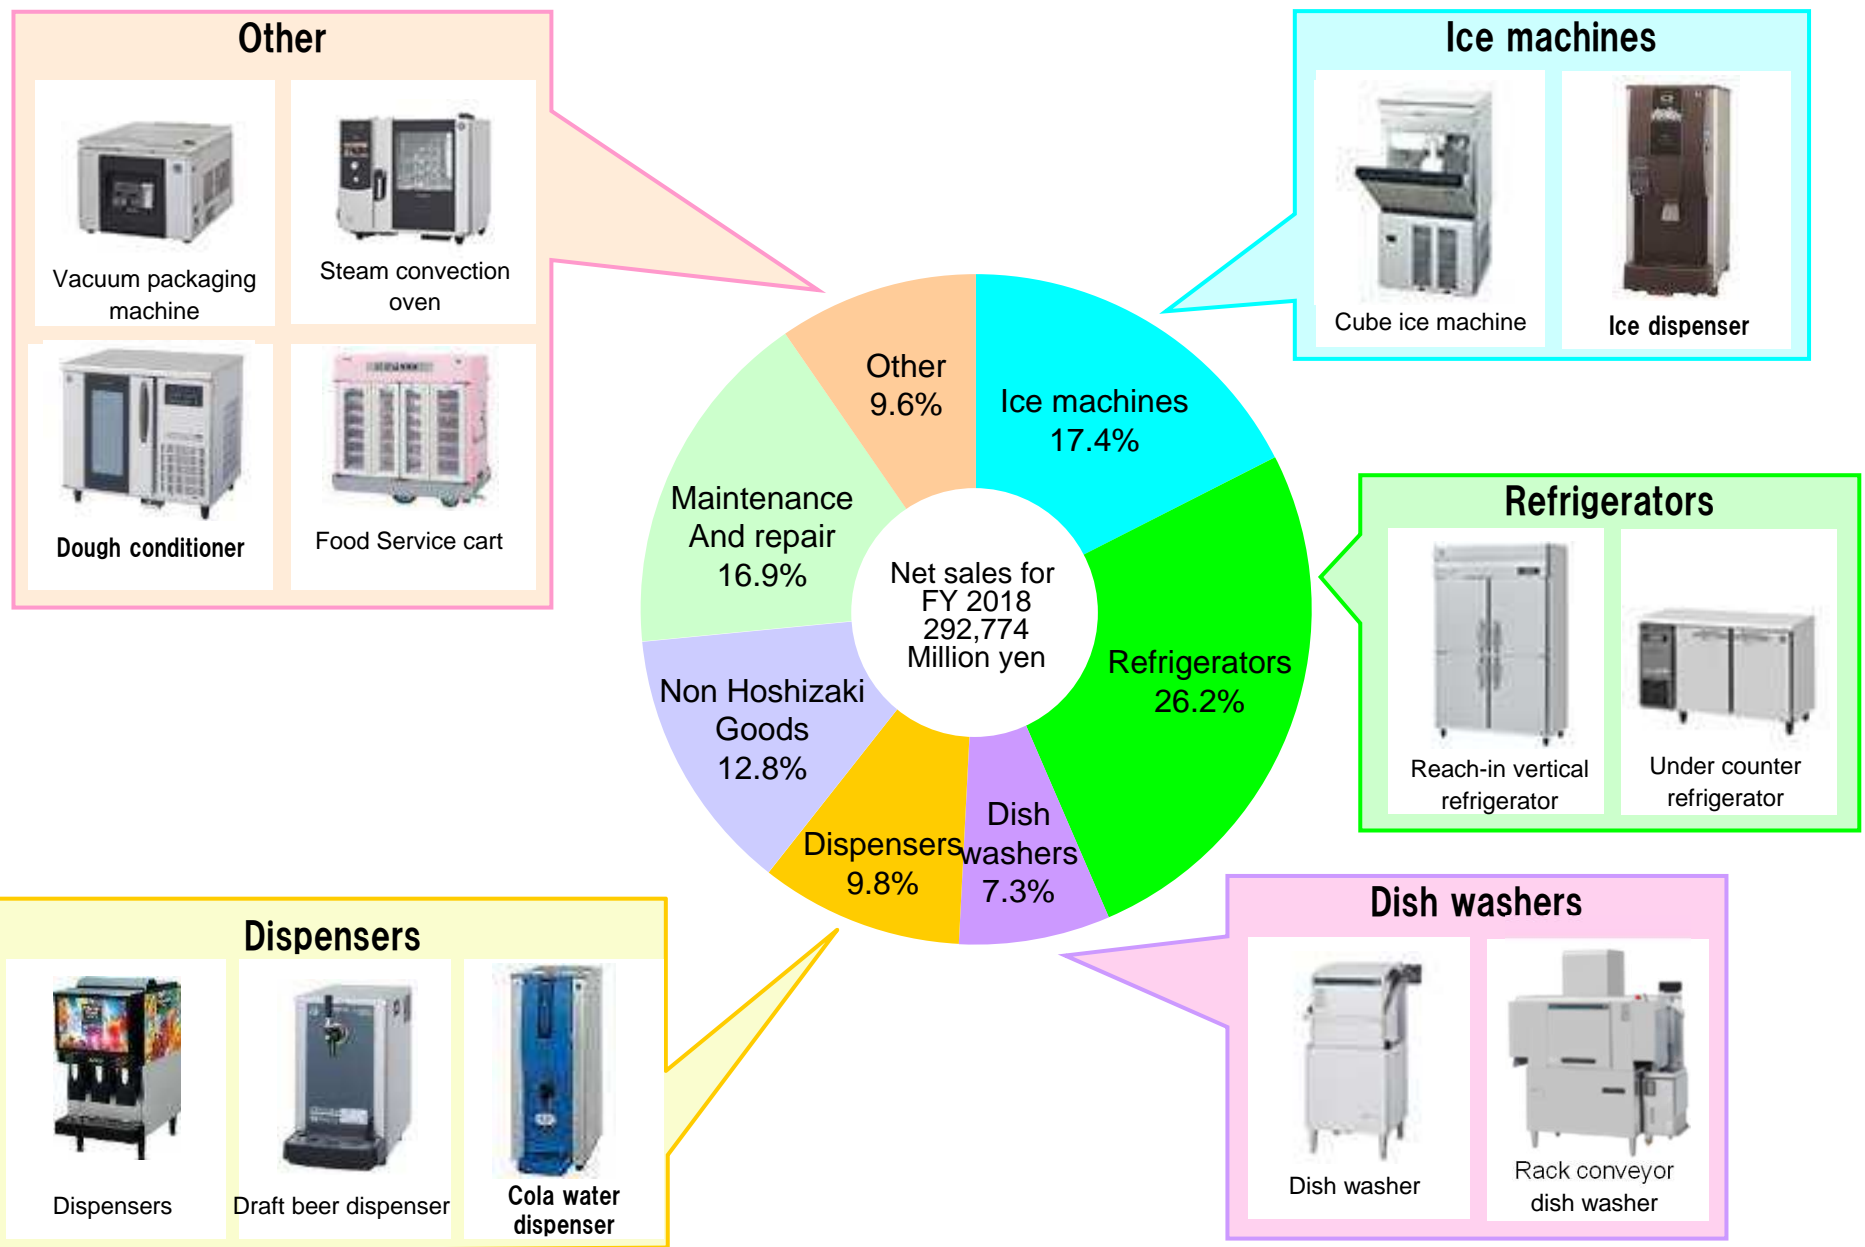 Other
Vacuum packaging
machine
Steam convection
oven
Dough conditioner
Food Service cart
Ice machines
Cube ice machine
Ice dispenser
Refrigerators
Reach-in vertical
refrigerator
Under counter
refrigerator
Dish washers
Dish washer
Rack conveyor
dish washer
Dispensers
Dispensers
Draft beer dispenser
Cola water
dispenser
Other
9.6%
Ice machines
17.4%
Refrigerators
26.2%
Dish
washers
7.3%
Dispensers
9.8%
Non Hoshizaki
Goods
12.8%
Maintenance
And repair
16.9%
Net sales for
FY 2018
292,774
Million yen